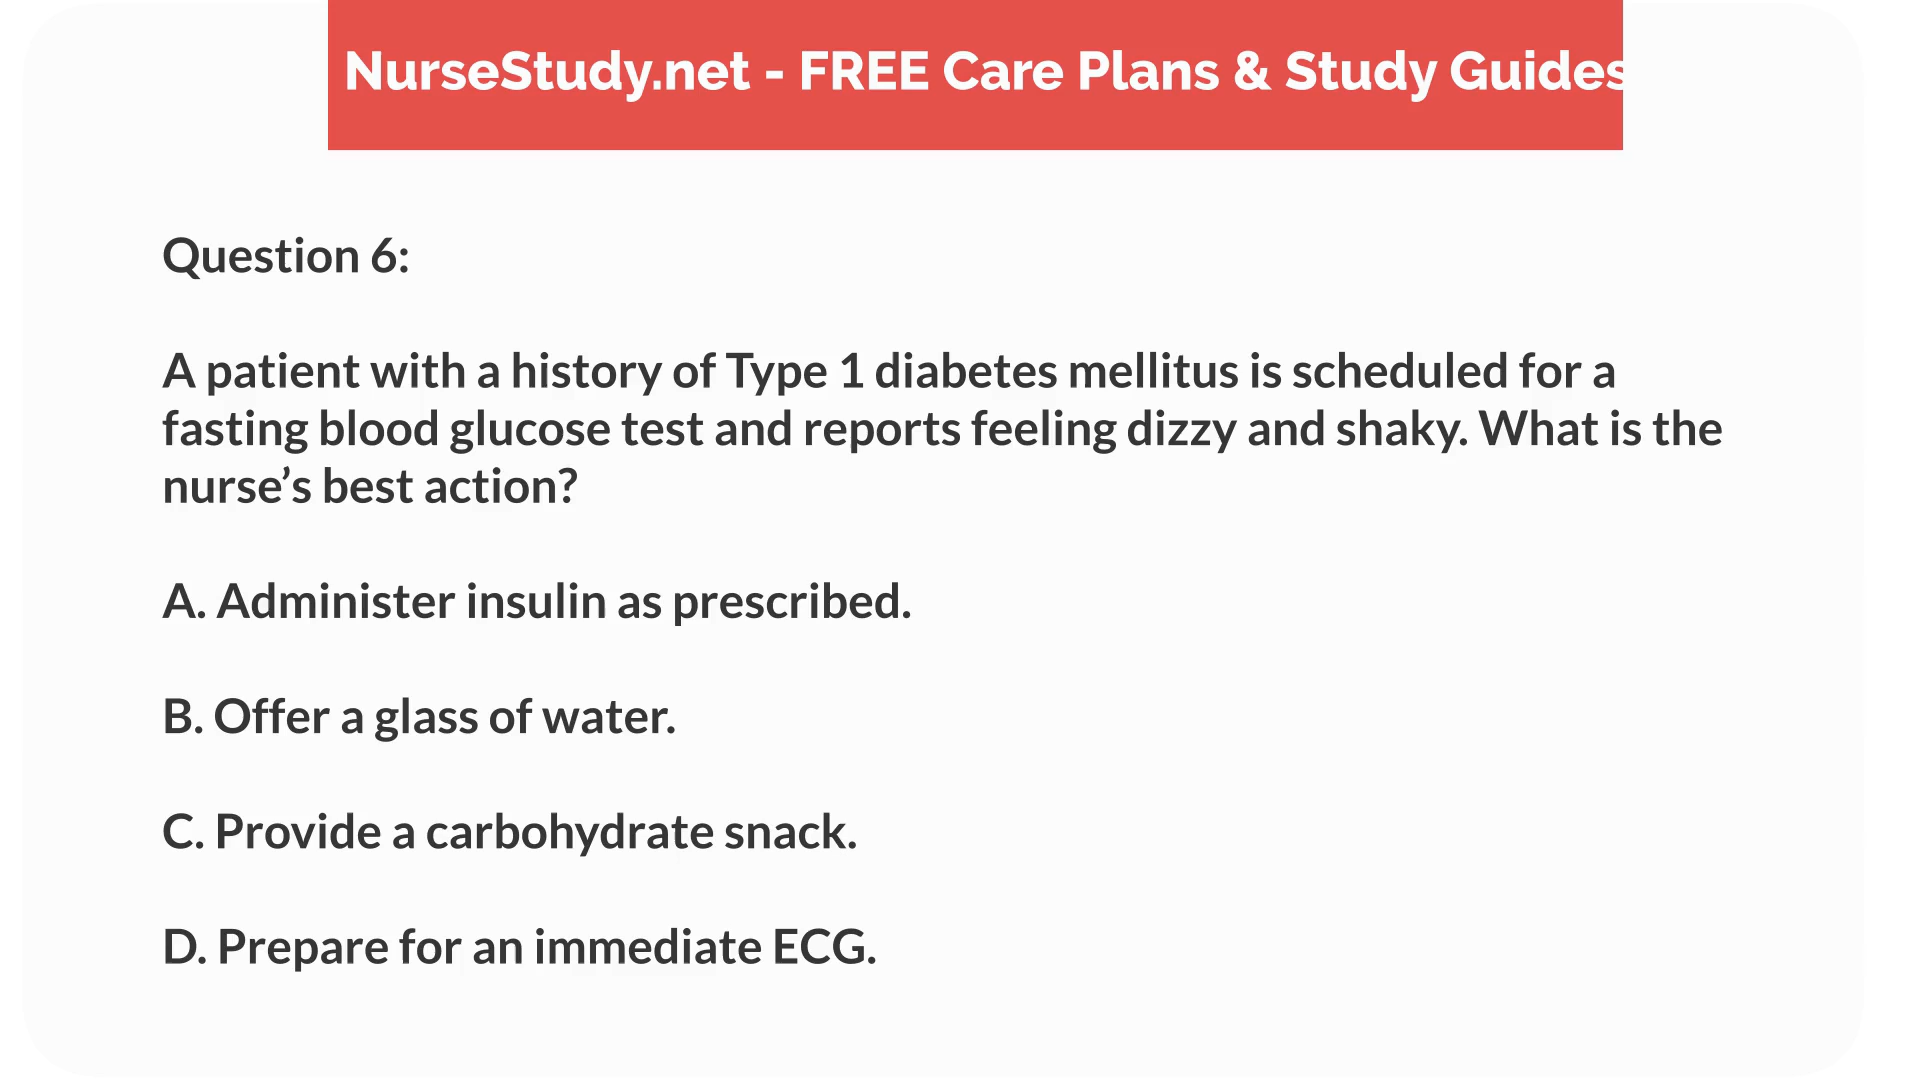 NurseStudy.net - FREE Care Plans & Study Guides
Question 6:
A patient with a history of Type 1 diabetes mellitus is scheduled for a
fasting blood glucose test and reports feeling dizzy and shaky. What is the
nurse’s best action?
A. Administer insulin as prescribed.
B. Offer a glass of water.
C. Provide a carbohydrate snack.
D. Prepare for an immediate ECG.